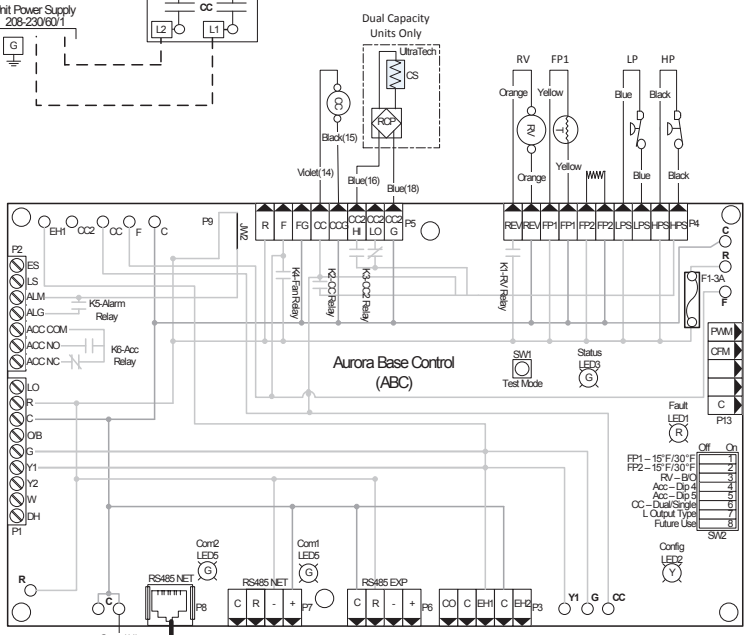 Unit Power Supply
208-230/60/1
G
CC
L2
L1
Dual Capacity
Units Only
UltraTech
CS
RCP
CC
Black(15)
Violet(14)
Blue(16)
Blue(18)
RV
FP1
LP
HP
Orange
Yellow
Blue
Black
RV
T
Yellow
Orange
Blue
Black
EH1
CC2
CC
F
C
P9
JW2
R
F
FG
CC
CCG
CC2
HI
CC2
LO
CC2
G
P5
REV
REV
FP1
FP1
FP2
FP2
LPS
LPS
HPS
HPS
P4
C
R
F1-3A
F
P2
ES
LS
ALM
ALG
ACC COM
ACC NO
ACC NC
K5-Alarm
Relay
K6-Acc
Relay
K4-Fan Relay
K2-CC Relay
K3-CC2 Relay
K1-RV Relay
Aurora Base Control
(ABC)
SW1
Test Mode
Status
LED3
G
PWM
CFM
C
P13
LO
R
C
O/B
G
Y1
Y2
W
DH
P1
Fault
LED1
R
Off
On
FP1 – 15°F/30°F
1
FP2 – 15°F/30°F
2
RV – B/O
3
Acc – Dip 4
4
Acc – Dip 5
5
CC – Dual/Single
6
L Output Type
7
Future Use
8
SW2
Config
LED2
Y
Com2
LED5
G
Com1
LED5
G
R
C
RS485 NET
P8
RS485 NET
C
R
-
+
P7
RS485 EXP
C
R
-
+
P6
CO
C
EH1
C
EH2
P3
Y1
G
CC